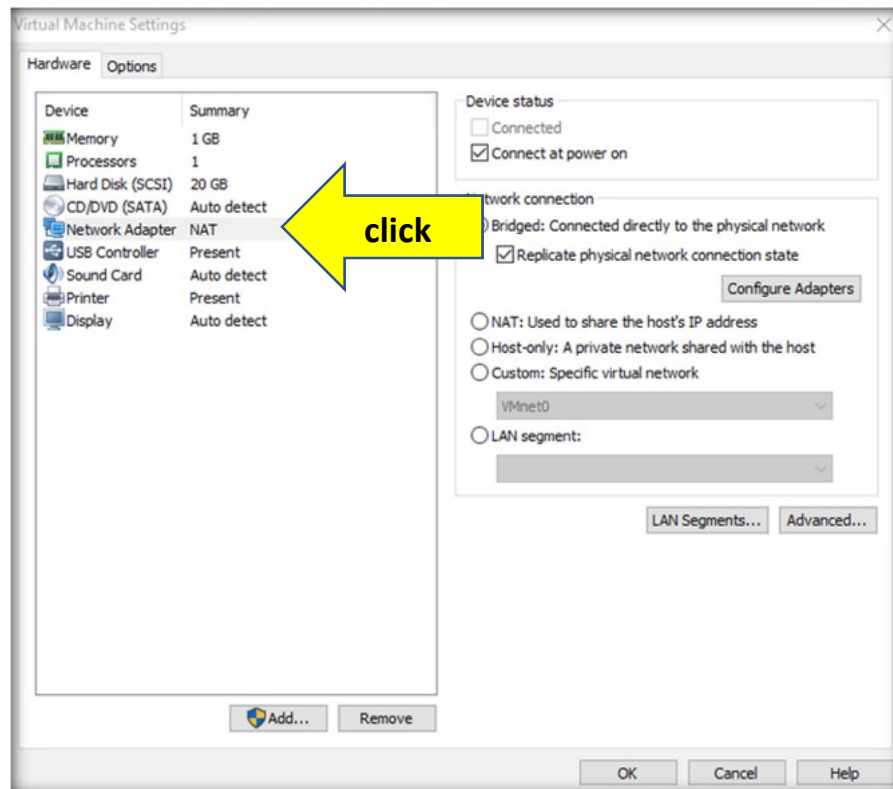 Virtual Machine Settings
Hardware
Options
Device Summary
Memory 1 GB
Processors 1
Hard Disk (SCSI) 20 GB
CD/DVD (SATA) Auto detect
Network Adapter NAT
USB Controller Present
Sound Card Auto detect
Printer Present
Display Auto detect
click
Add...
Remove
Device status
Connected
Connect at power on
twork connection
Bridged: Connected directly to the physical network
Replicate physical network connection state
Configure Adapters
NAT: Used to share the host's IP address
Host-only: A private network shared with the host
Custom: Specific virtual network
VMnet0
LAN segment:
LAN Segments...
Advanced...
OK
Cancel
Help